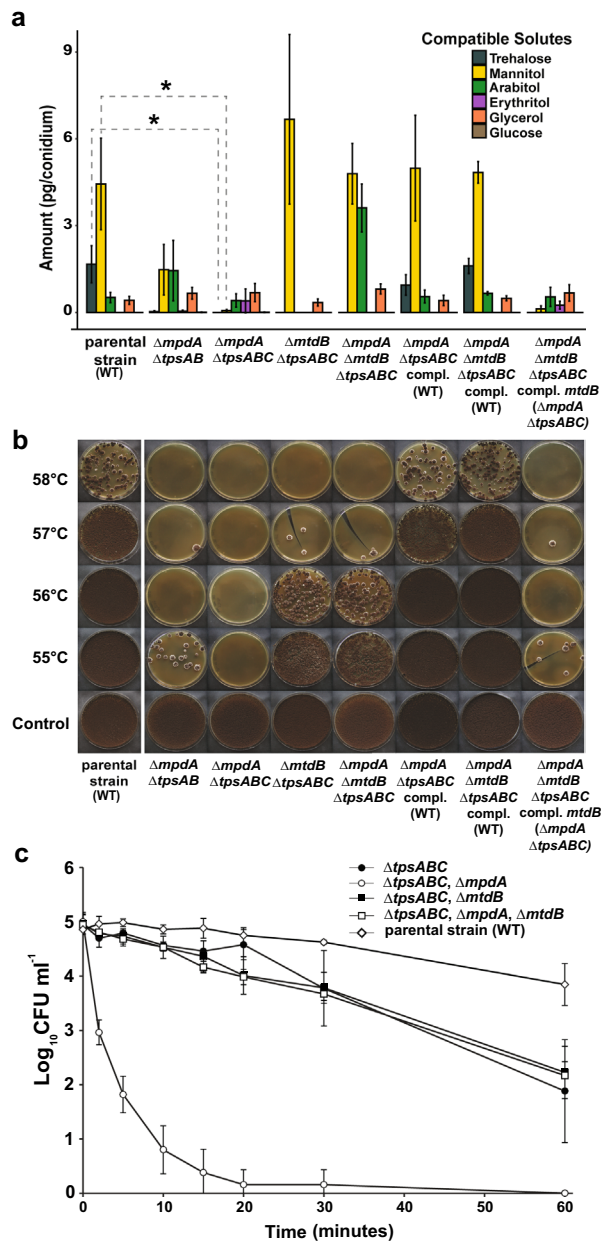 a
9
6
3
0
Amount (pg/conidium)
*
*
Compatible Solutes
Trehalose
Mannitol
Arabitol
Erythritol
Glycerol
Glucose
parental
strain
(WT)
ΔmpdA
ΔtpsAB
ΔmpdA
ΔtpsABC
ΔmtdB
ΔtpsABC
ΔmpdA
ΔmtdB
ΔtpsABC
ΔmpdA
ΔtpsABC
compl.
(WT)
ΔmpdA
ΔmtdB
ΔtpsABC
compl.
(WT)
ΔmpdA
ΔmtdB
ΔtpsABC
compl. mtdB
(ΔmpdA
ΔtpsABC)
b
58°C
57°C
56°C
55°C
Control
parental
strain
(WT)
ΔmpdA
ΔtpsAB
ΔmpdA
ΔtpsABC
ΔmtdB
ΔtpsABC
ΔmpdA
ΔmtdB
ΔtpsABC
ΔmpdA
ΔtpsABC
compl.
(WT)
ΔmpdA
ΔmtdB
ΔtpsABC
compl.
(WT)
ΔmpdA
ΔmtdB
ΔtpsABC
compl. mtdB
(ΔmpdA
ΔtpsABC)
c
ΔtpsABC
ΔtpsABC, ΔmpdA
ΔtpsABC, ΔmtdB
ΔtpsABC, ΔmpdA, ΔmtdB
parental strain (WT)
Log10CFU ml-1
6
5
4
3
2
1
0
0 10 20 30 40 50 60
Time (minutes)